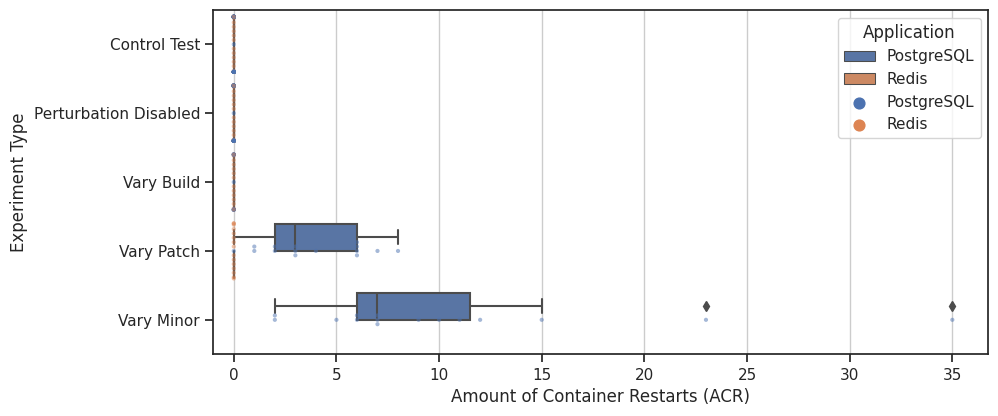 Application
PostgreSQL
Redis
PostgreSQL
Redis
Experiment Type
Control Test
Perturbation Disabled
Vary Build
Vary Patch
Vary Minor
0 5 10 15 20 25 30 35
Amount of Container Restarts (ACR)